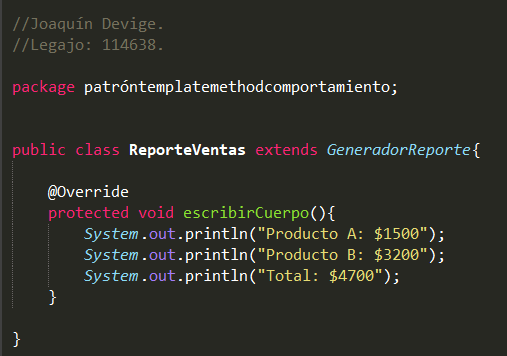 //Joaquín Devige.
//Legajo: 114638.
package patróntemplatemethodcomportamiento;
public class ReporteVentas extends GeneradorReporte{
@Override
protected void escribirCuerpo(){
System.out.println("Producto A: $1500");
System.out.println("Producto B: $3200");
System.out.println("Total: $4700");
}
}